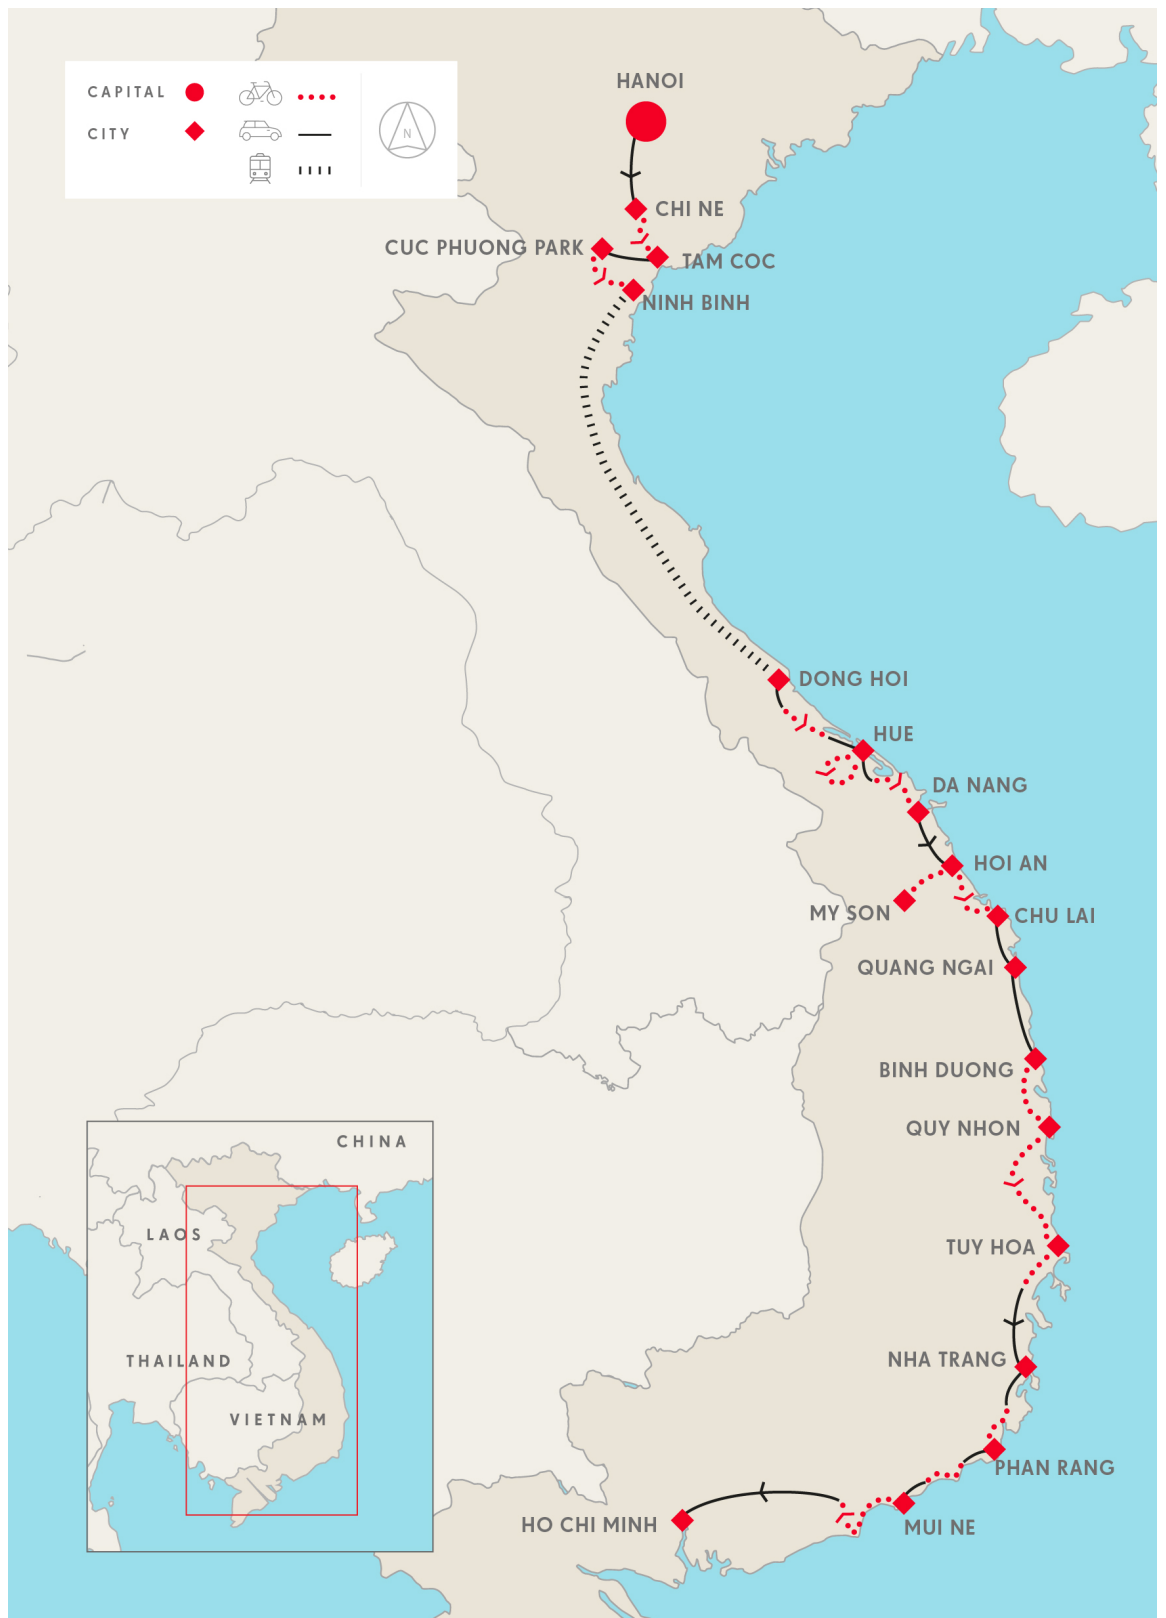 CAPITAL
CITY
N
HANOI
CHI NE
CUC PHUONG PARK
TAM COC
NINH BINH
DONG HOI
HUE
DA NANG
HOI AN
MY SON
CHU LAI
QUANG NGAI
BINH DUONG
QUY NHON
TUY HOA
NHA TRANG
PHAN RANG
MUI NE
HO CHI MINH
CHINA
LAOS
THAILAND
VIETNAM